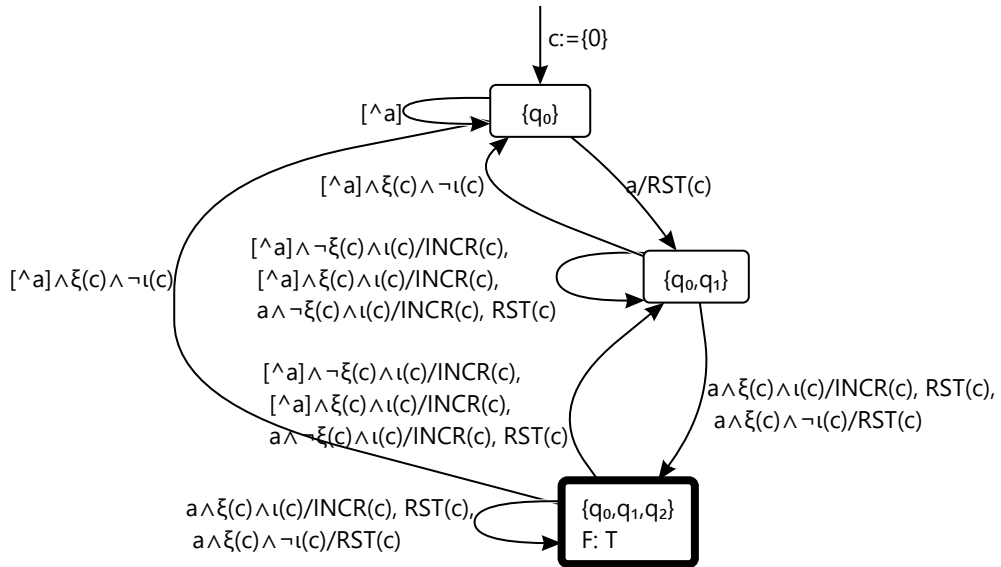 c:={0}
{q₀}
[^a]
[^a]∧ξ(c)∧¬ι(c)
a/RST(c)
[^a]∧¬ξ(c)∧ι(c)/INCR(c),
[^a]∧ξ(c)∧ι(c)/INCR(c),
a∧¬ξ(c)∧ι(c)/INCR(c), RST(c)
{q₀,q₁}
[^a]∧ξ(c)∧¬ι(c)
[^a]∧¬ξ(c)∧ι(c)/INCR(c),
[^a]∧ξ(c)∧ι(c)/INCR(c),
a∧¬ξ(c)∧ι(c)/INCR(c), RST(c)
a∧ξ(c)∧ι(c)/INCR(c), RST(c),
a∧ξ(c)∧¬ι(c)/RST(c)
a∧ξ(c)∧ι(c)/INCR(c), RST(c),
a∧ξ(c)∧¬ι(c)/RST(c)
{q₀,q₁,q₂}
F: T